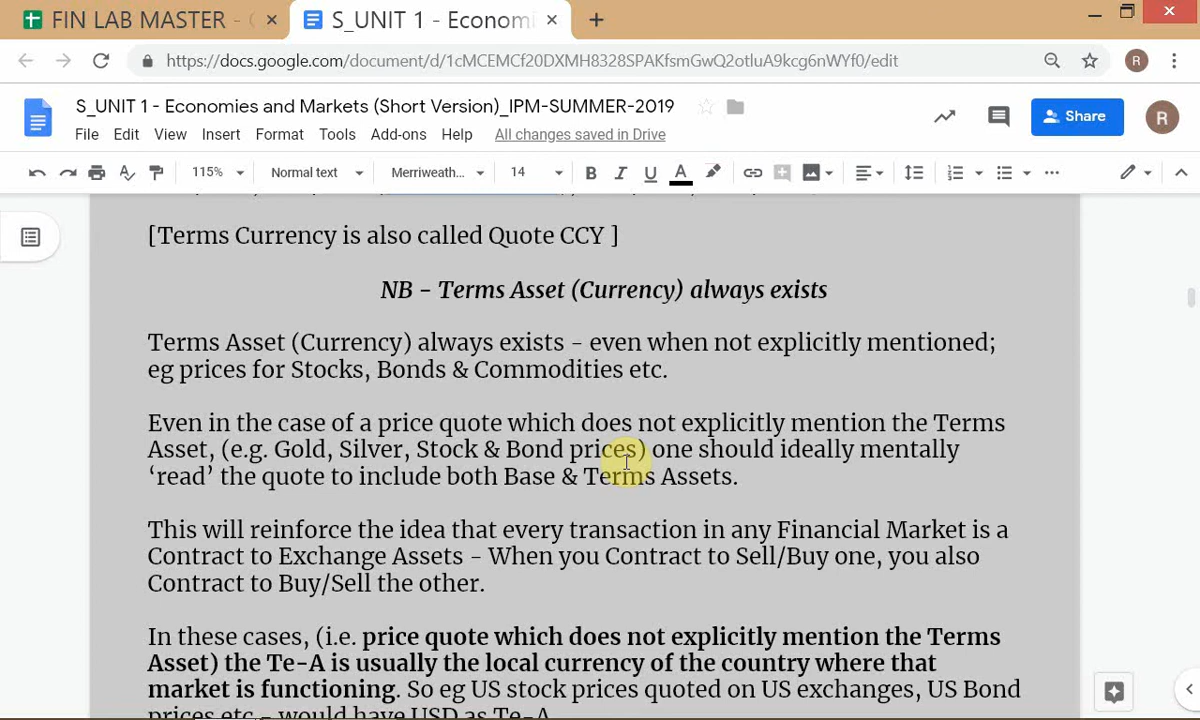 FIN LAB MASTER - (
S_UNIT 1 - Economi
https://docs.google.com/document/d/1cMCEMCf20DXMH8328SPAKfsmGwQ2otluA9kcg6nWYf0/edit
R
S_UNIT 1 - Economies and Markets (Short Version)_IPM-SUMMER-2019
File Edit View Insert Format Tools Add-ons Help All changes saved in Drive
Share
R
115% Normal text Merriweath... 14 B I U A
[Terms Currency is also called Quote CCY ]
NB - Terms Asset (Currency) always exists
Terms Asset (Currency) always exists - even when not explicitly mentioned;
eg prices for Stocks, Bonds & Commodities etc.
Even in the case of a price quote which does not explicitly mention the Terms
Asset, (e.g. Gold, Silver, Stock & Bond prices) one should ideally mentally
‘read’ the quote to include both Base & Terms Assets.
This will reinforce the idea that every transaction in any Financial Market is a
Contract to Exchange Assets - When you Contract to Sell/Buy one, you also
Contract to Buy/Sell the other.
In these cases, (i.e. price quote which does not explicitly mention the Terms
Asset) the Te-A is usually the local currency of the country where that
market is functioning. So eg US stock prices quoted on US exchanges, US Bond
prices etc - would have USD as Te-A